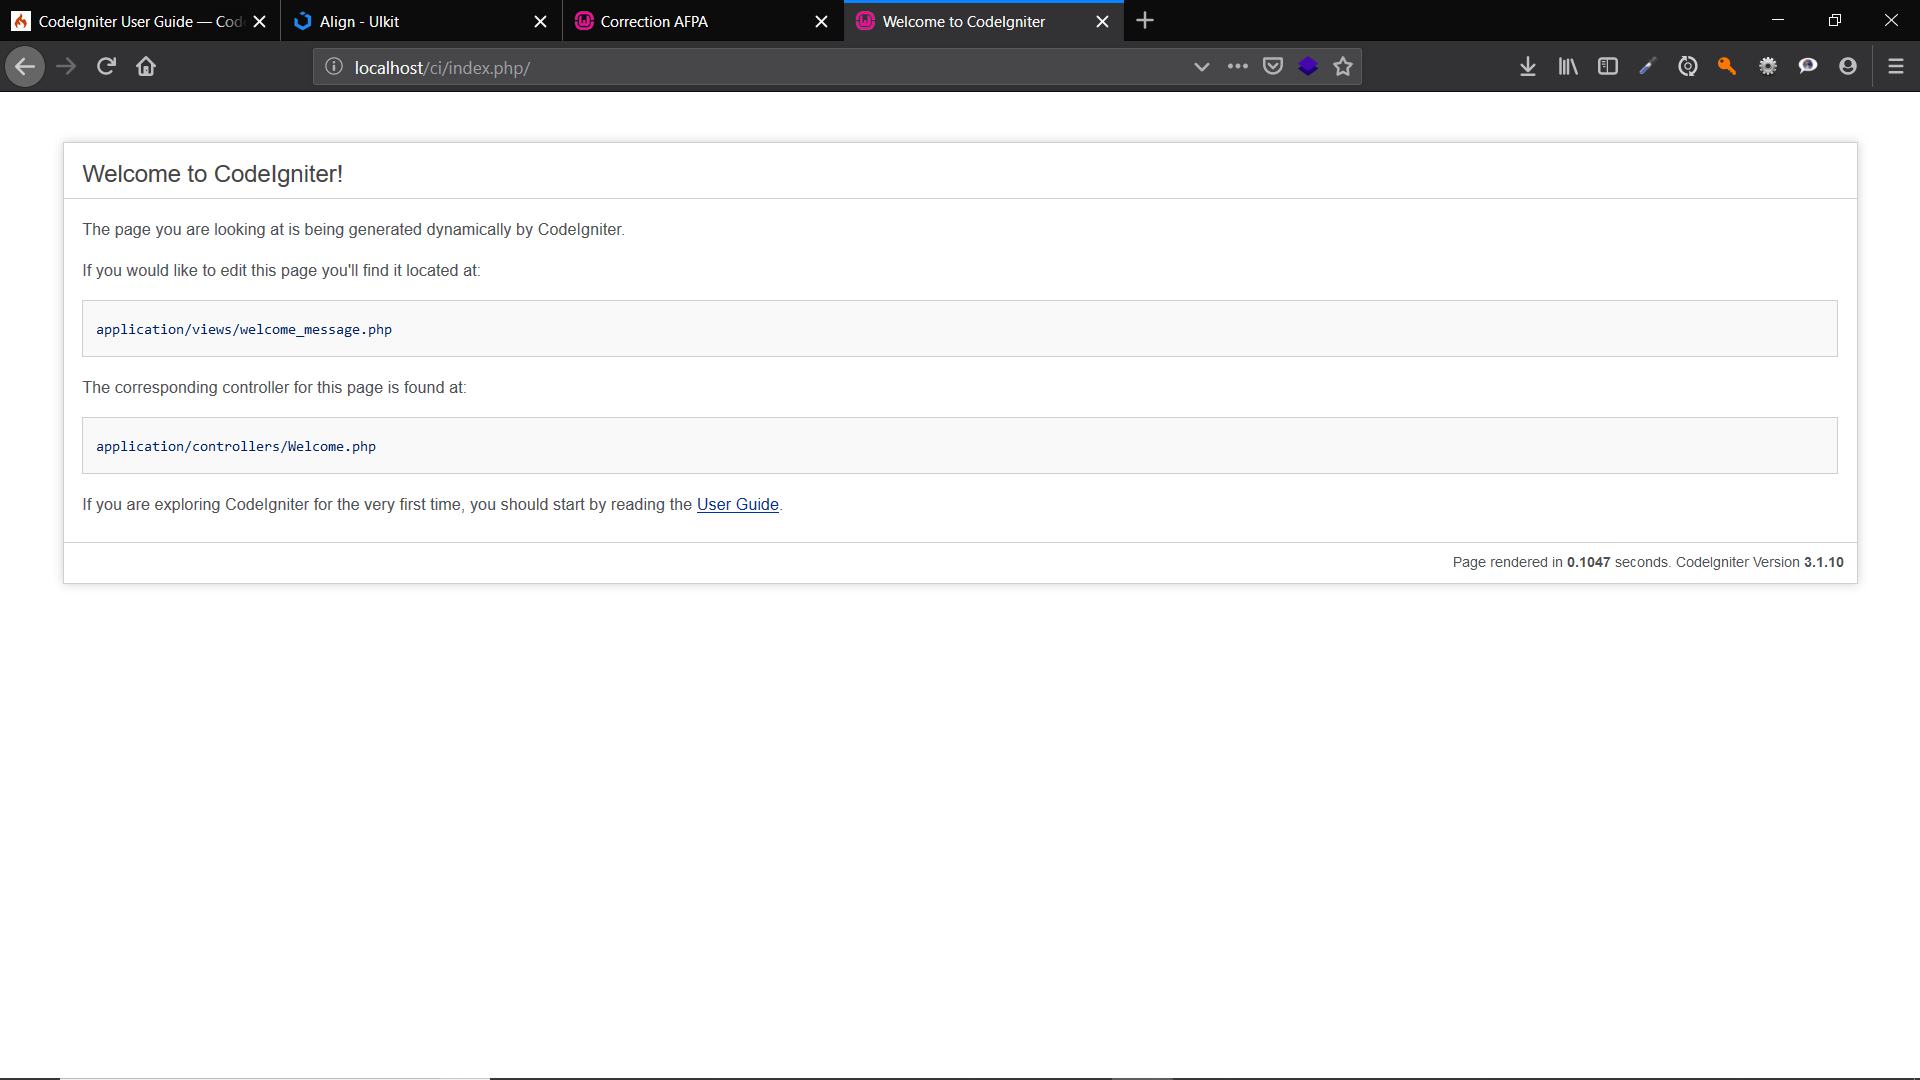 CodeIgniter User Guide — Cod
Align - UIkit
Correction AFPA
Welcome to CodeIgniter
localhost/ci/index.php/
Welcome to CodeIgniter!
The page you are looking at is being generated dynamically by CodeIgniter.
If you would like to edit this page you'll find it located at:
application/views/welcome_message.php
The corresponding controller for this page is found at:
application/controllers/Welcome.php
If you are exploring CodeIgniter for the very first time, you should start by reading the User Guide.
Page rendered in 0.1047 seconds. CodeIgniter Version 3.1.10